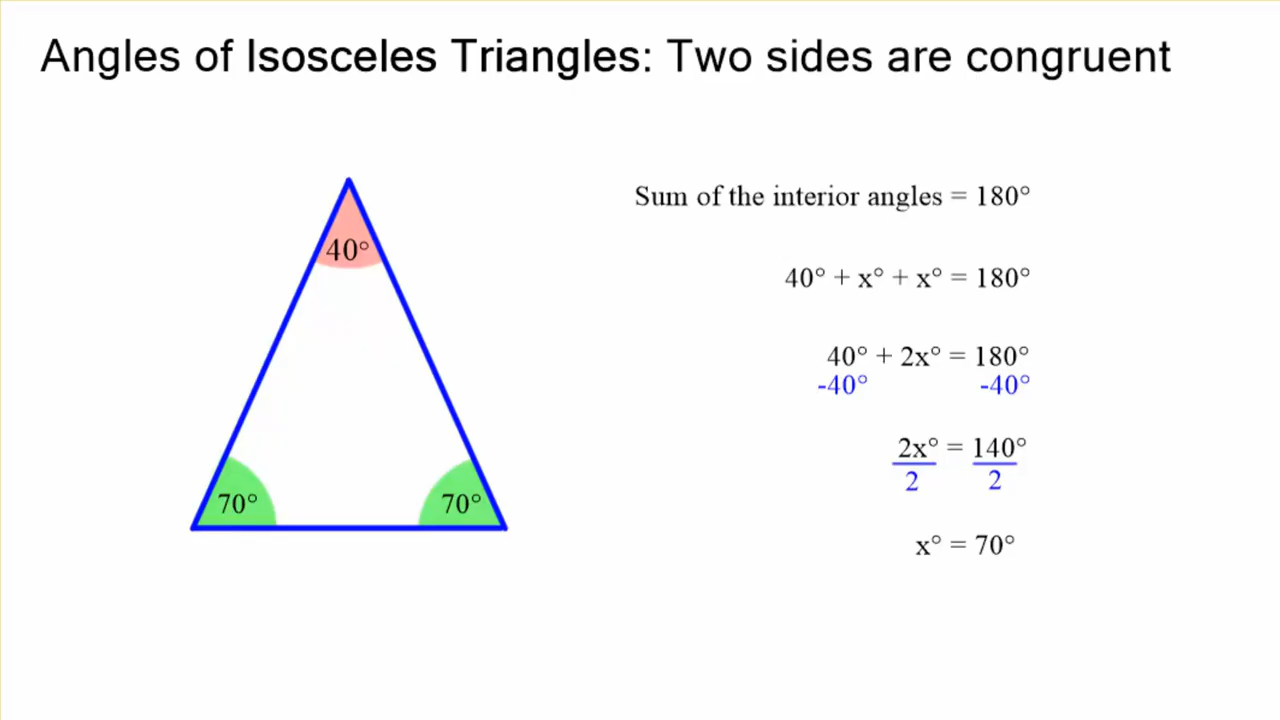 Angles of Isosceles Triangles: Two sides are congruent
40°
70°
70°
Sum of the interior angles = 180°
40° + x° + x° = 180°
40° + 2x° = 180°
-40° -40°
2x° = 140°
2 2
x° = 70°